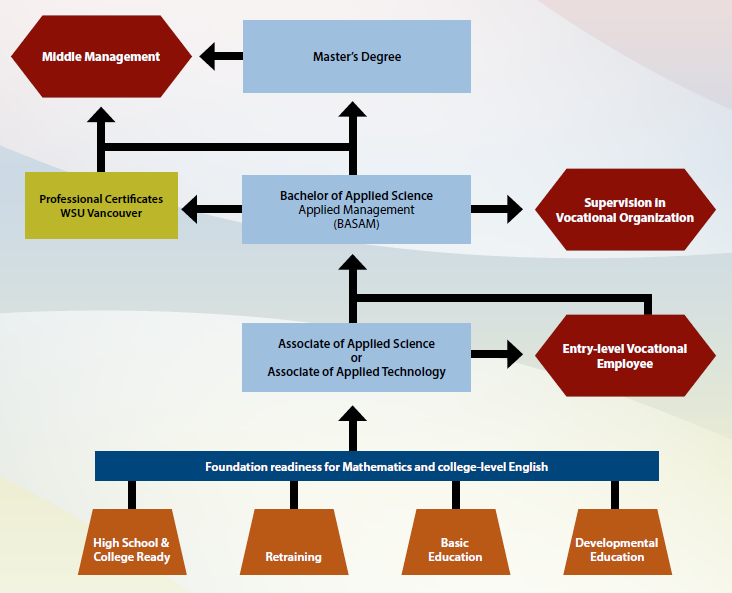 Middle Management
Master's Degree
Professional Certificates
WSU Vancouver
Bachelor of Applied Science
Applied Management
(BASAM)
Supervision in
Vocational Organization
Associate of Applied Science
or
Associate of Applied Technology
Entry-level Vocational
Employee
Foundation readiness for Mathematics and college-level English
High School &
College Ready
Retraining
Basic
Education
Developmental
Education